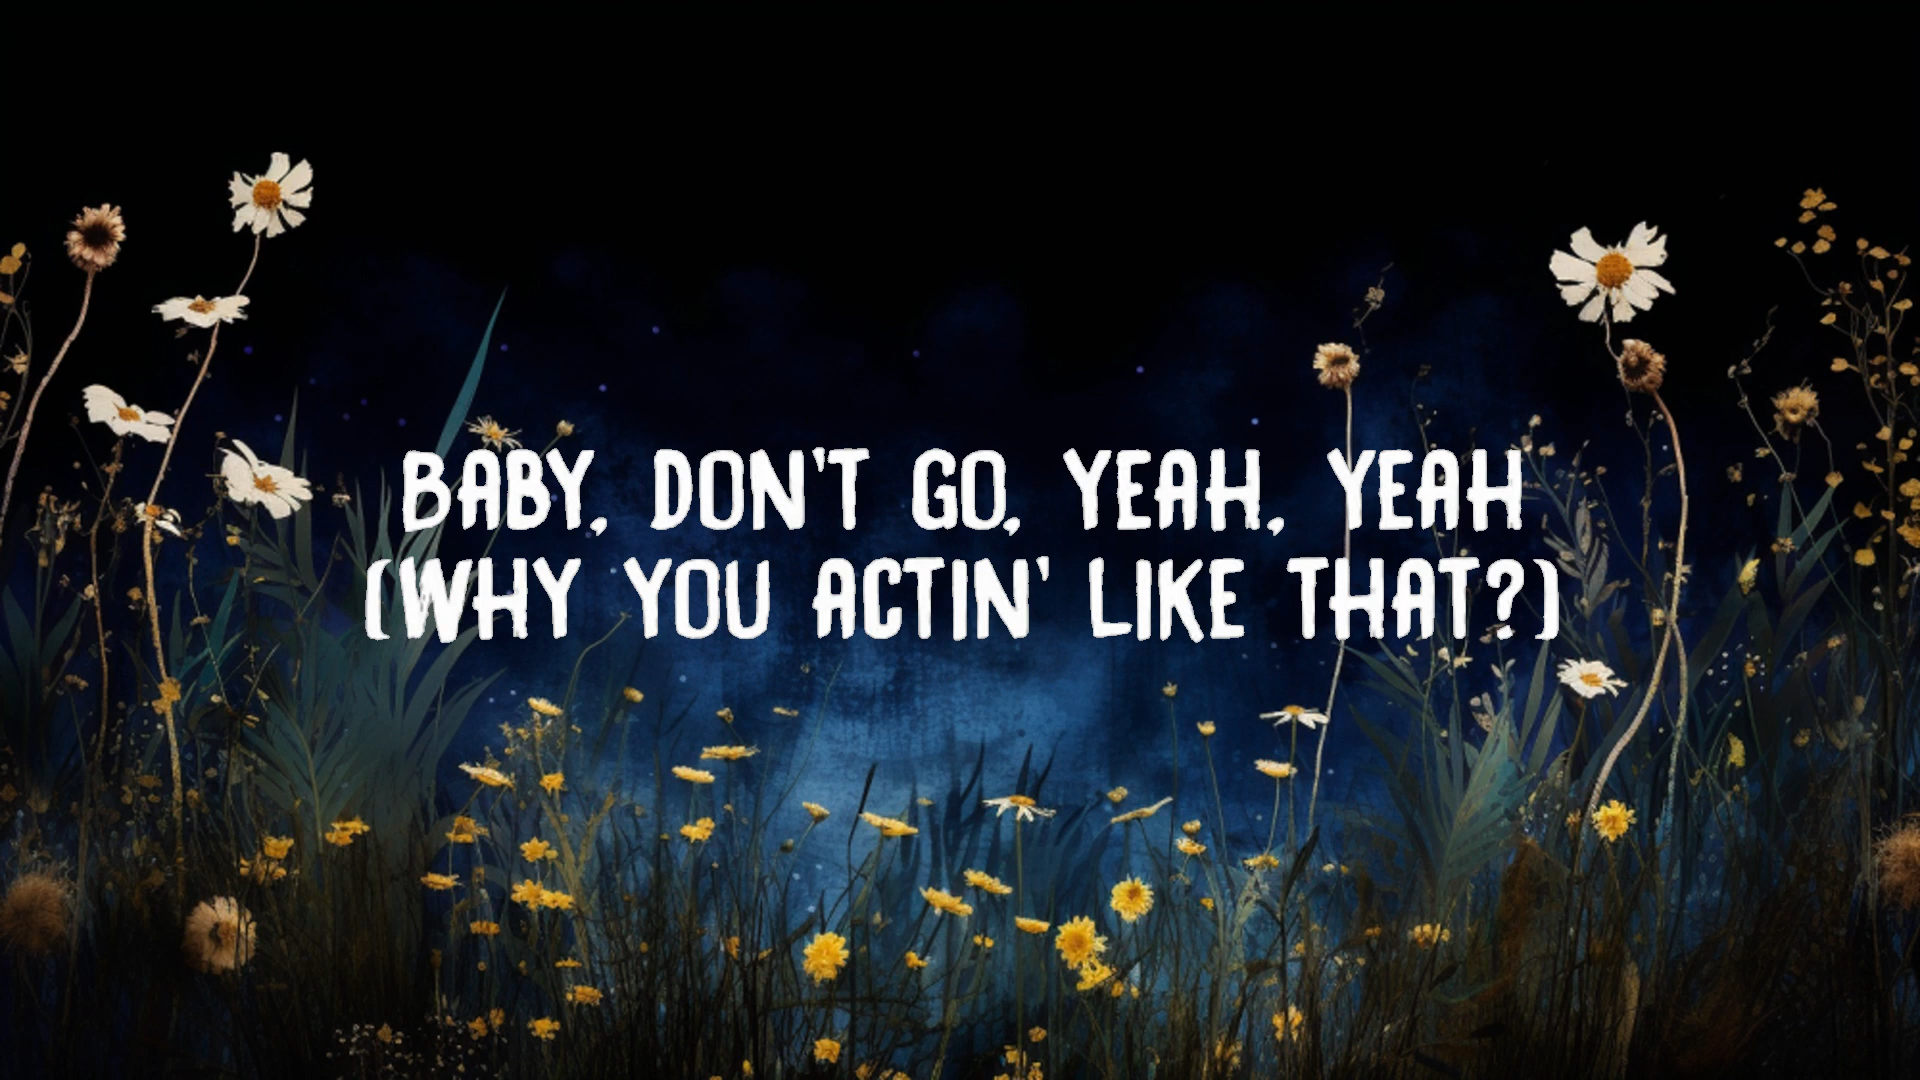 BABY, DON'T GO, YEAH, YEAH
(WHY YOU ACTIN' LIKE THAT?)